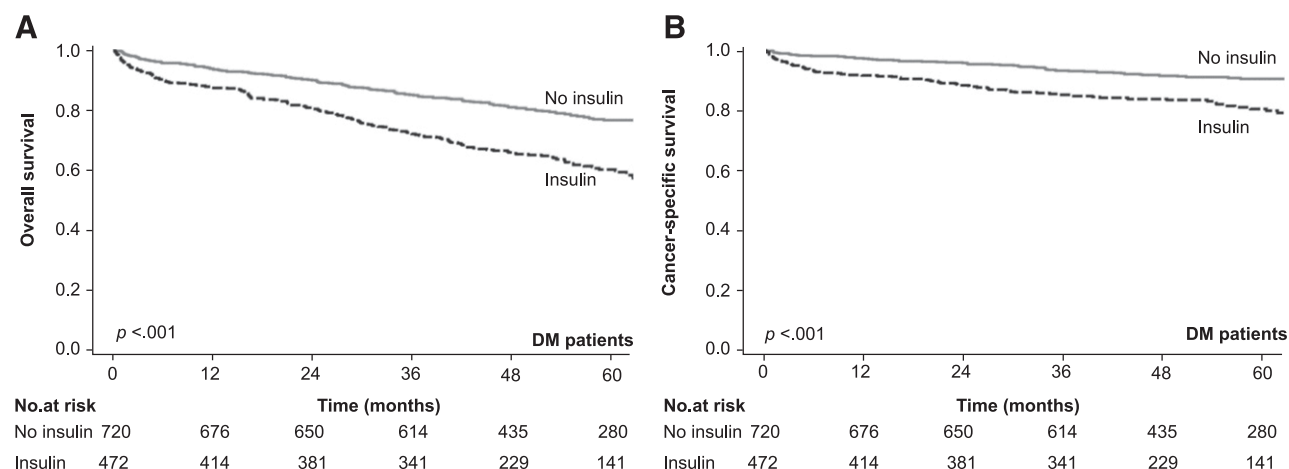 A
Overall survival
1.0
0.8
0.6
0.4
0.2
0.0
No insulin
Insulin
p <.001
DM patients
0 12 24 36 48 60
No.at risk Time (months)
No insulin 720 676 650 614 435 280
Insulin 472 414 381 341 229 141
B
Cancer-specific survival
1.0
0.8
0.6
0.4
0.2
0.0
No insulin
Insulin
p <.001
DM patients
0 12 24 36 48 60
No.at risk Time (months)
No insulin 720 676 650 614 435 280
Insulin 472 414 381 341 229 141